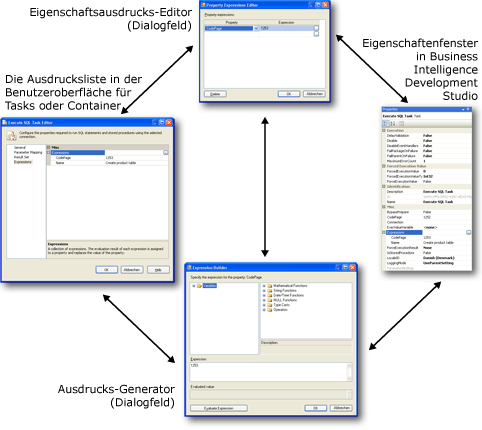 Eigenschaftsausdrucks-Editor
(Dialogfeld)
Property Expressions Editor
Property expressions:
Property Expression
CodePage 1252
Delete OK Abbrechen
Eigenschaftenfenster
in Business
Intelligence
Development
Studio
Die Ausdrucksliste in der
Benutzeroberfläche für
Tasks oder Container
Execute SQL Task Editor
Configure the properties required to run SQL statements and stored procedures using the selected
connection.
General
Parameter Mapping
Result Set
Expressions
Misc
Expressions
CodePage 1252
Name Create product table
Expressions
A collection of expressions. The evaluation result of each expression is assigned
to a property and replaces the value of the property.
OK Abbrechen Help
Properties
Execute SQL Task Task
Execution
DelayValidation False
Disable False
DisableEventHandlers False
FailPackageOnFailure False
FailParentOnFailure False
MaximumErrorCount 1
Forced Execution Value
ForcedExecutionValue 0
ForcedExecutionValueTy Int32
ForceExecutionValue False
Identification
Description Execute SQL Task
ID
Name Execute SQL Task
Misc
BypassPrepare False
CodePage 1252
Connection
ExecValueVariable <none>
Expressions
CodePage 1252
Name Create product table
ForceExecutionResult None
IsStoredProcedure False
LocaleID Danish (Denmark)
LoggingMode UseParentSetting
Expression Builder
Specify the expression for the property: CodePage.
Variables
Mathematical Functions
String Functions
Date/Time Functions
NULL Functions
Type Casts
Operators
Description:
Expression:
1252
Evaluated value:
Evaluate Expression OK Abbrechen
Ausdrucks-Generator
(Dialogfeld)